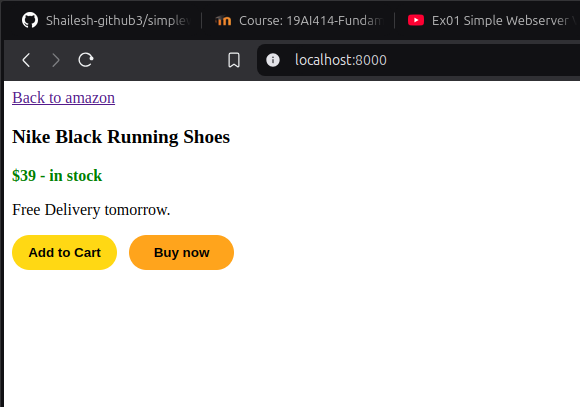 Shailesh-github3/simplew
Course: 19AI414-Fundam
Ex01 Simple Webserver
localhost:8000
Back to amazon
Nike Black Running Shoes
$39 - in stock
Free Delivery tomorrow.
Add to Cart Buy now